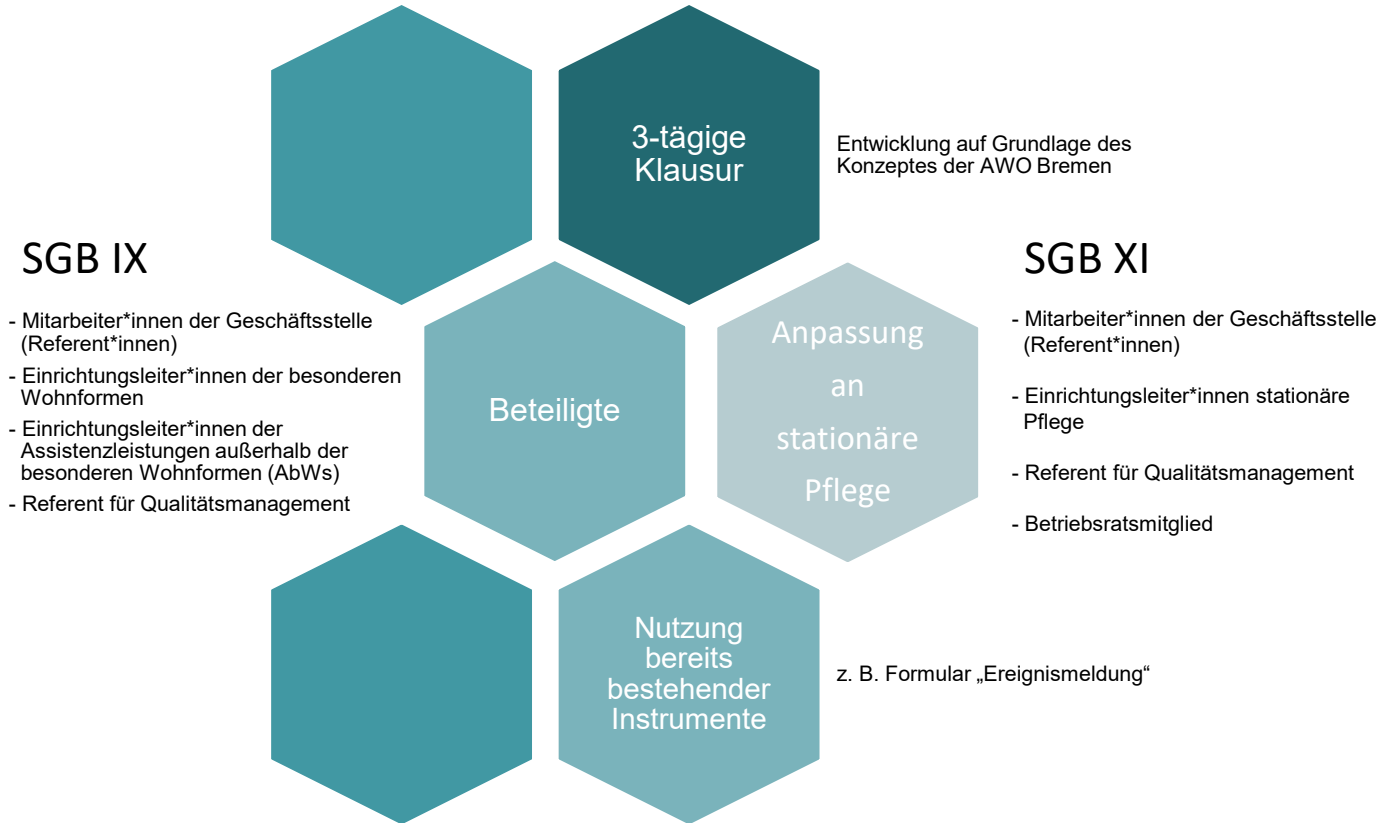 3-tägige
Klausur
Entwicklung auf Grundlage des
Konzeptes der AWO Bremen
SGB IX
- Mitarbeiter*innen der Geschäftsstelle
(Referent*innen)
- Einrichtungsleiter*innen der besonderen
Wohnformen
- Einrichtungsleiter*innen der
Assistenzleistungen außerhalb der
besonderen Wohnformen (AbWs)
- Referent für Qualitätsmanagement
Beteiligte
Anpassung
an
stationäre
Pflege
SGB XI
- Mitarbeiter*innen der Geschäftsstelle
(Referent*innen)
- Einrichtungsleiter*innen stationäre
Pflege
- Referent für Qualitätsmanagement
- Betriebsratsmitglied
Nutzung
bereits
bestehender
Instrumente
z. B. Formular „Ereignismeldung“